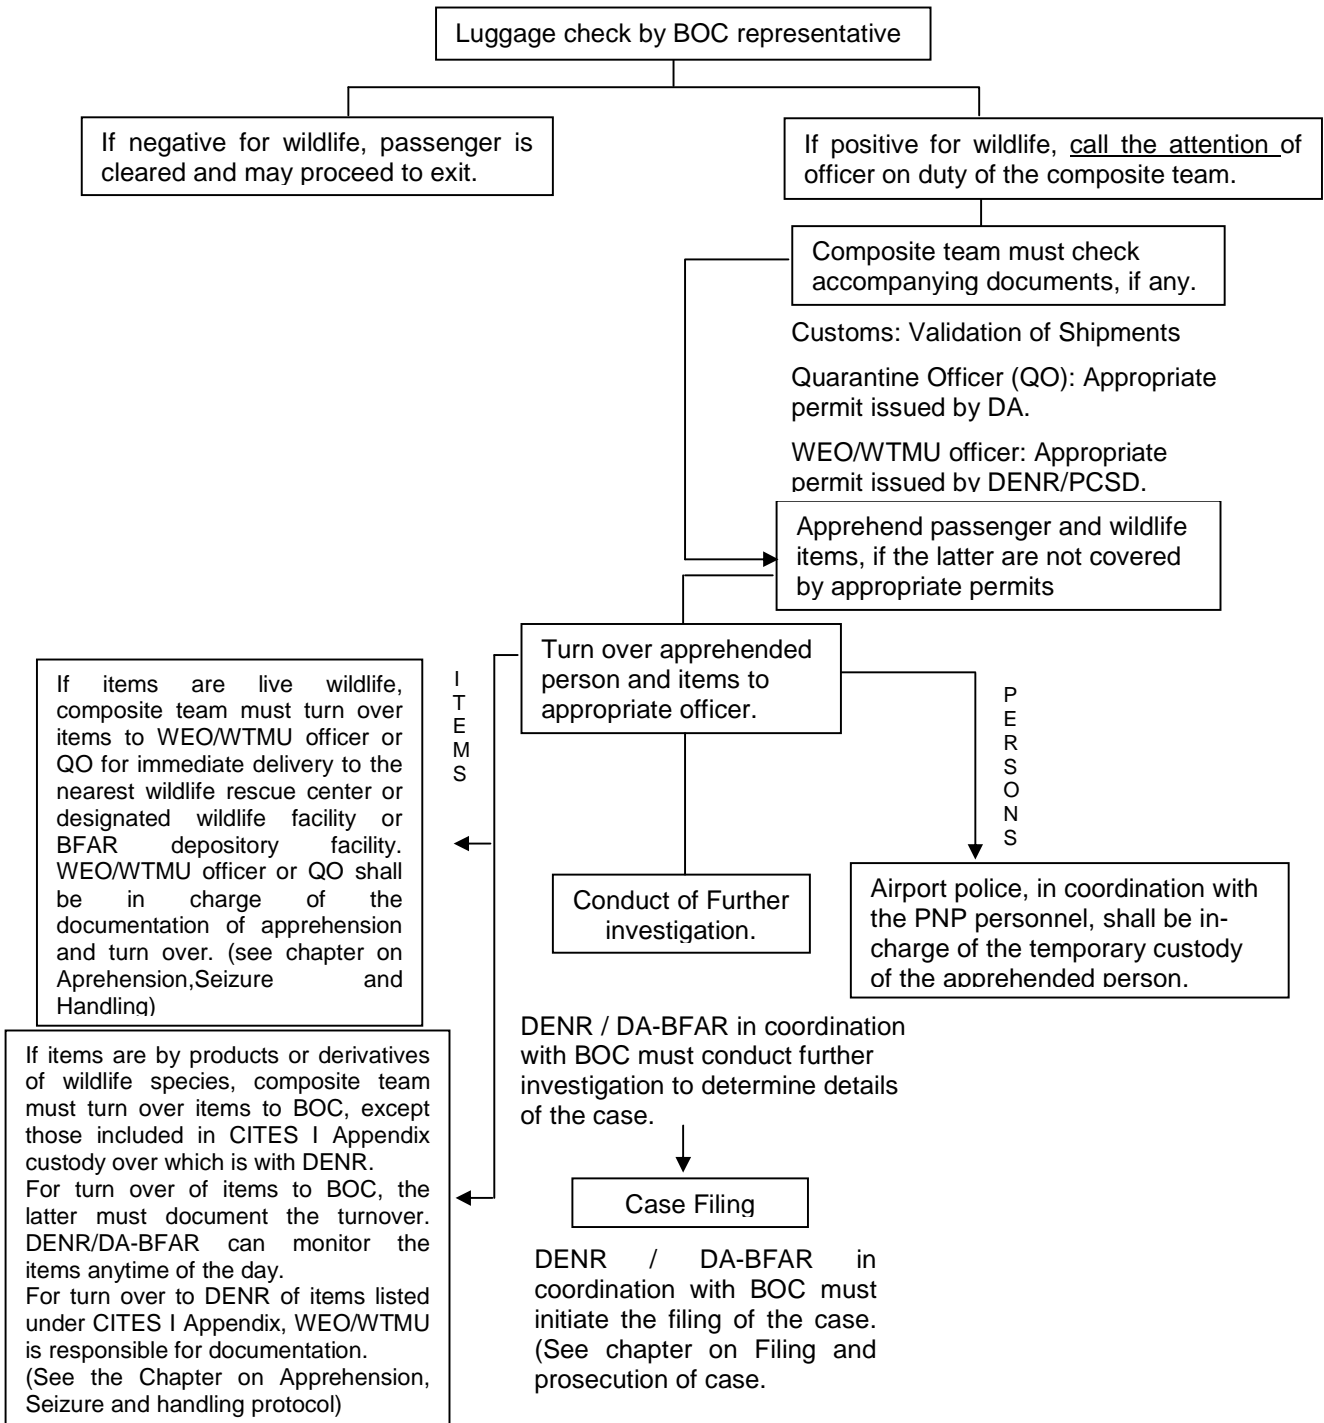 Luggage check by BOC representative
If negative for wildlife, passenger is
cleared and may proceed to exit.
If positive for wildlife, call the attention of
officer on duty of the composite team.
Composite team must check
accompanying documents, if any.
Customs: Validation of Shipments
Quarantine Officer (QO): Appropriate
permit issued by DA.
WEO/WTMU officer: Appropriate
permit issued by DENR/PCSD.
Apprehend passenger and wildlife
items, if the latter are not covered
by appropriate permits
Turn over apprehended
person and items to
appropriate officer.
I
T
E
M
S
If items are live wildlife,
composite team must turn over
items to WEO/WTMU officer or
QO for immediate delivery to the
nearest wildlife rescue center or
designated wildlife facility or
BFAR depository facility.
WEO/WTMU officer or QO shall
be in charge of the
documentation of apprehension
and turn over. (see chapter on
Aprehension,Seizure and
Handling)
P
E
R
S
O
N
S
Conduct of Further
investigation.
Airport police, in coordination with
the PNP personnel, shall be in-
charge of the temporary custody
of the apprehended person.
DENR / DA-BFAR in coordination
with BOC must conduct further
investigation to determine details
of the case.
If items are by products or derivatives
of wildlife species, composite team
must turn over items to BOC, except
those included in CITES I Appendix
custody over which is with DENR.
For turn over of items to BOC, the
latter must document the turnover.
DENR/DA-BFAR can monitor the
items anytime of the day.
For turn over to DENR of items listed
under CITES I Appendix, WEO/WTMU
is responsible for documentation.
(See the Chapter on Apprehension,
Seizure and handling protocol)
Case Filing
DENR / DA-BFAR in
coordination with BOC must
initiate the filing of the case.
(See chapter on Filing and
prosecution of case.